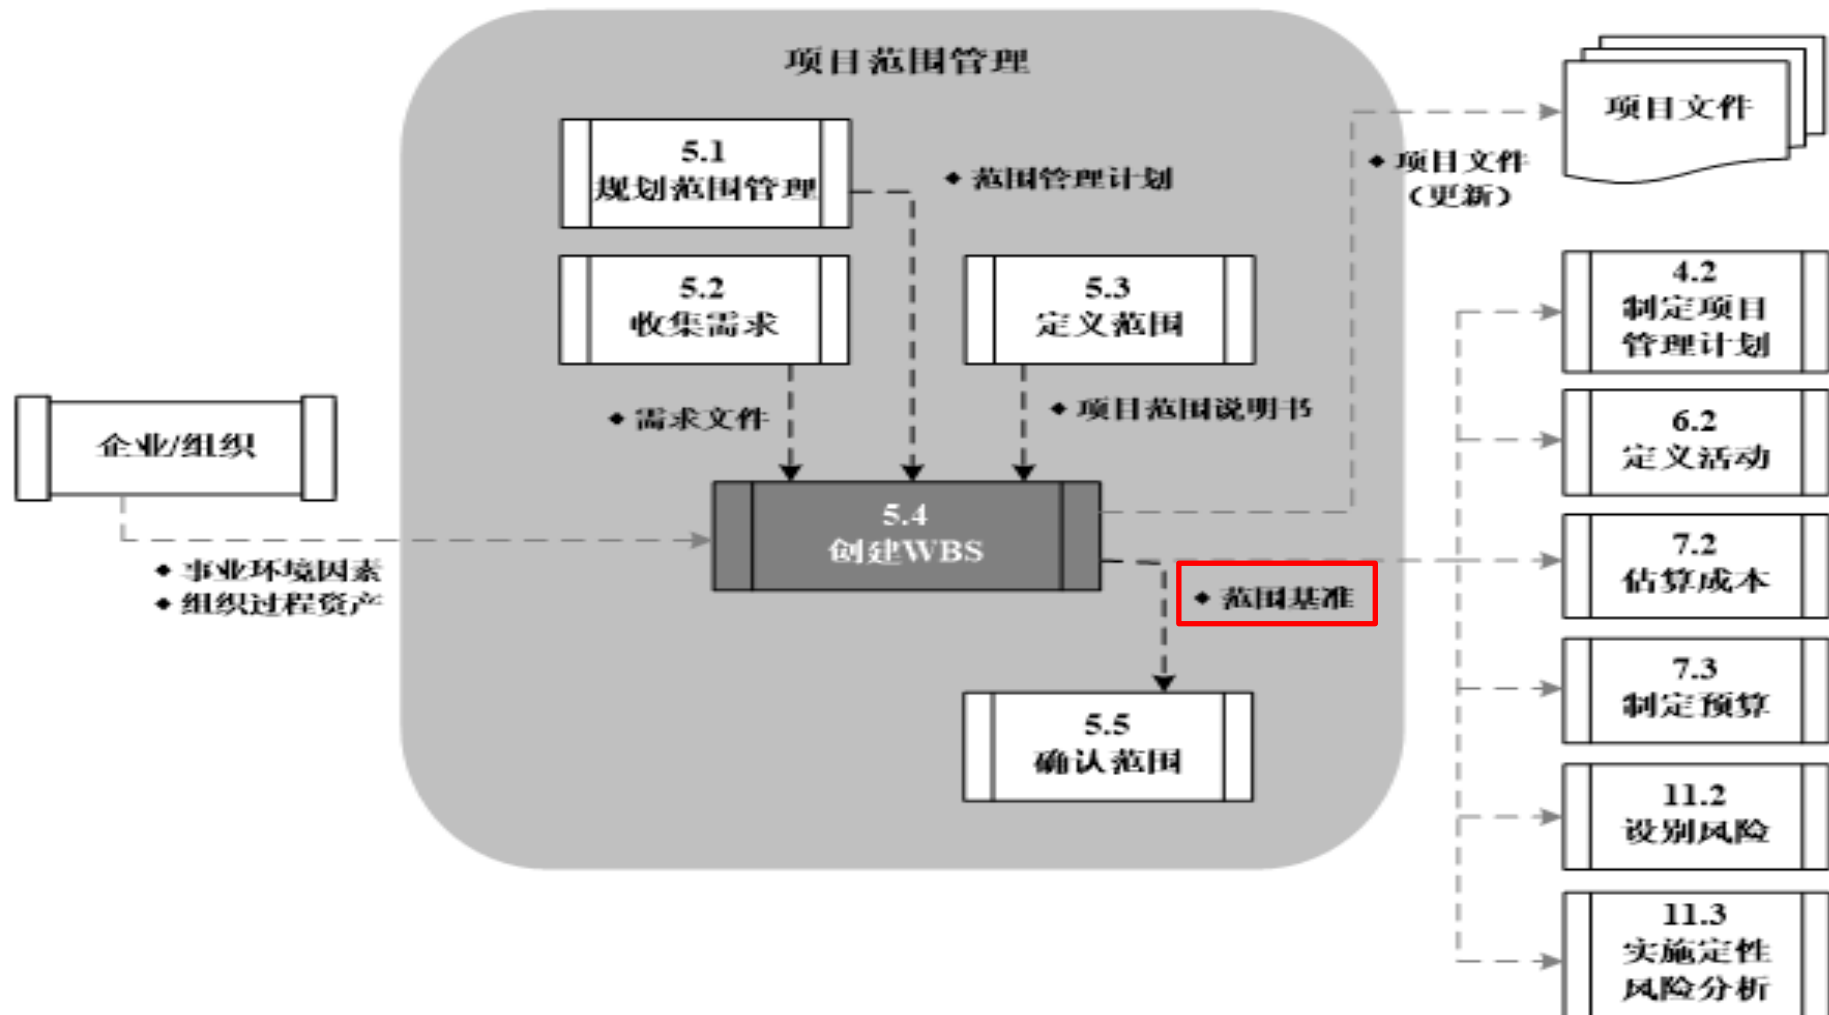 项目范围管理
5.1
规划范围管理
◆ 范围管理计划
5.2
收集需求
5.3
定义范围
◆ 需求文件
◆ 项目范围说明书
企业/组织
◆ 事业环境因素
◆ 组织过程资产
5.4
创建WBS
◆ 范围基准
5.5
确认范围
项目文件
◆ 项目文件
（更新）
4.2
制定项目
管理计划
6.2
定义活动
7.2
估算成本
7.3
制定预算
11.2
设别风险
11.3
实施定性
风险分析